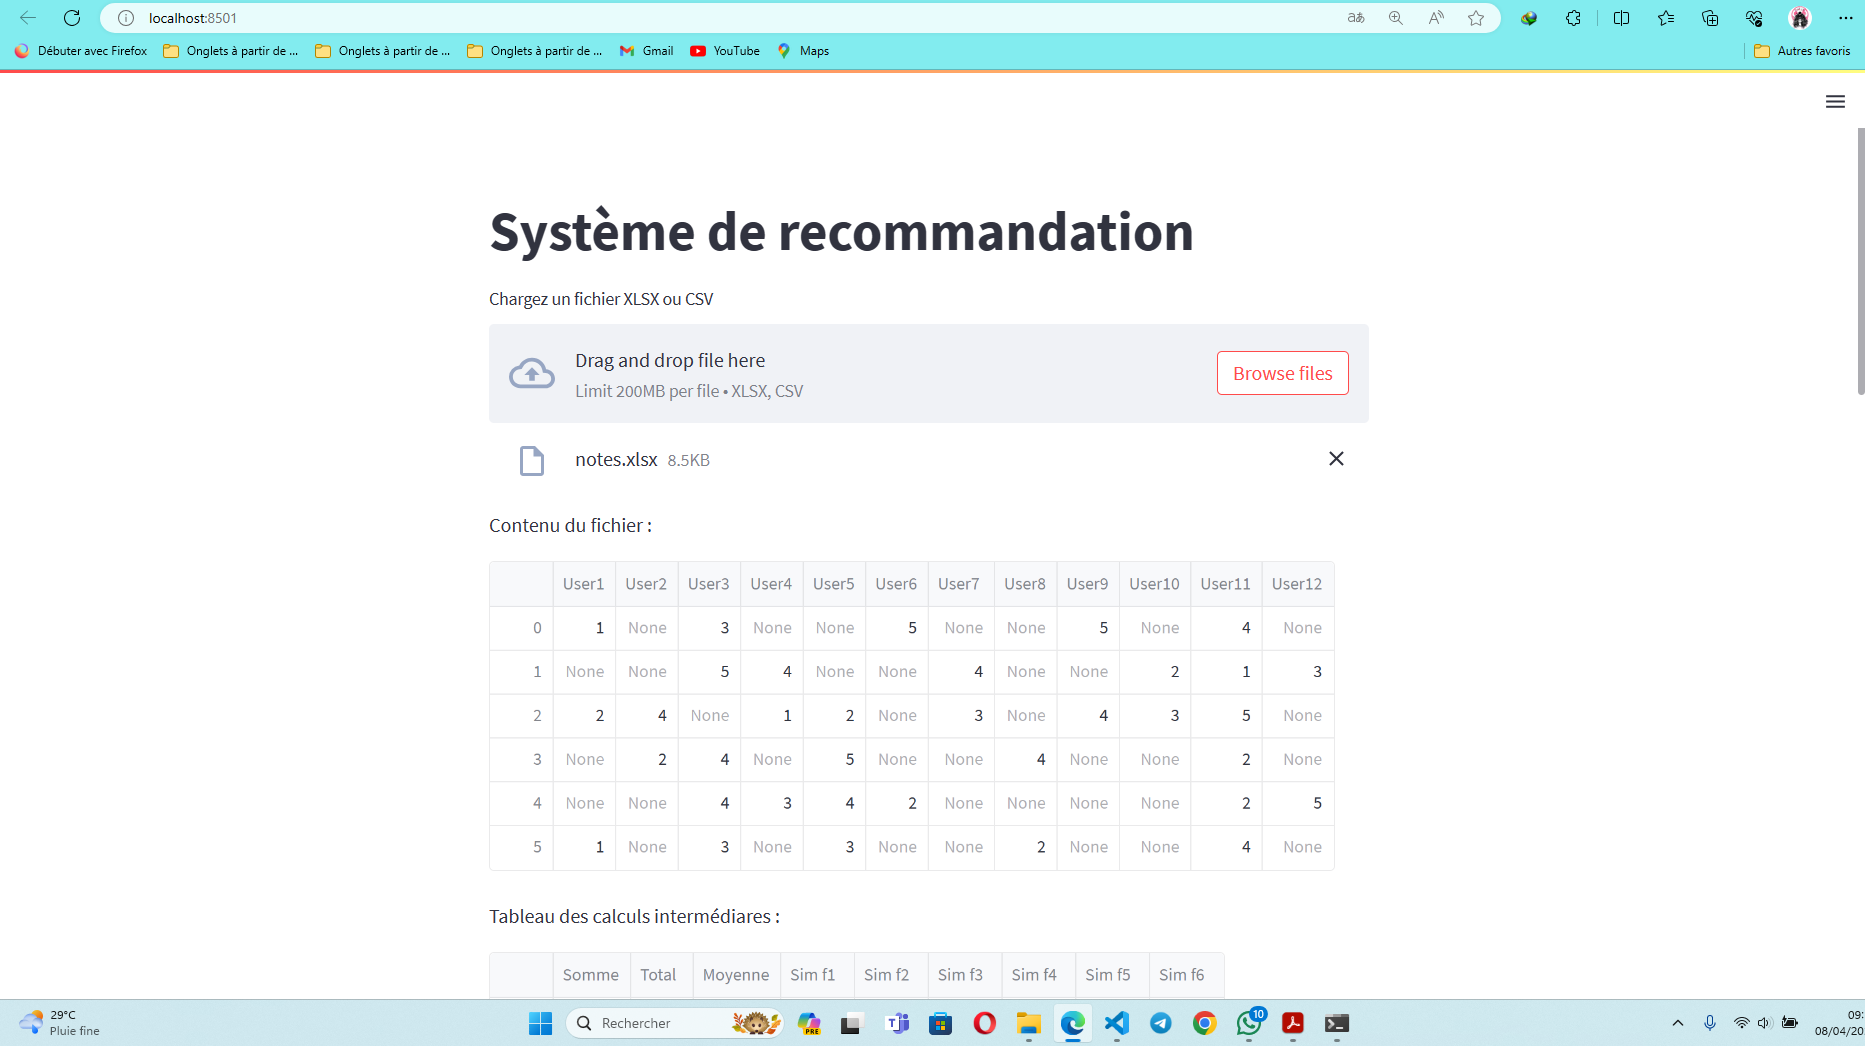 localhost:8501
Débuter avec Firefox Onglets à partir de ... Onglets à partir de ... Onglets à partir de ... Gmail YouTube Maps Autres favoris
Système de recommandation
Chargez un fichier XLSX ou CSV
Drag and drop file here
Limit 200MB per file • XLSX, CSV
Browse files
notes.xlsx 8.5KB
Contenu du fichier :
User1 User2 User3 User4 User5 User6 User7 User8 User9 User10 User11 User12
0 1 None 3 None None 5 None None 5 None 4 None
1 None None 5 4 None None 4 None None 2 1 3
2 2 4 None 1 2 None 3 None 4 3 5 None
3 None 2 4 None 5 None None 4 None None 2 None
4 None None 4 3 4 2 None None None None 2 5
5 1 None 3 None 3 None None 2 None None 4 None
Tableau des calculs intermédiares :
Somme Total Moyenne Sim f1 Sim f2 Sim f3 Sim f4 Sim f5 Sim f6
29°C
Pluie fine
Rechercher
PRE
10
09:
08/04/20